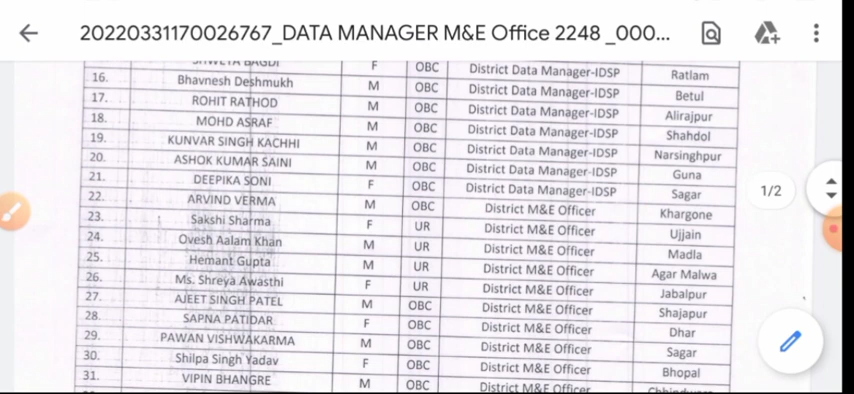 20220331170026767_DATA MANAGER M&E Office 2248 _000...
SHWETA BAGDI F OBC District Data Manager-IDSP Ratlam
16. Bhavnesh Deshmukh M OBC District Data Manager-IDSP Betul
17. ROHIT RATHOD M OBC District Data Manager-IDSP Alirajpur
18. MOHD ASRAF M OBC District Data Manager-IDSP Shahdol
19. KUNVAR SINGH KACHHI M OBC District Data Manager-IDSP Narsinghpur
20. ASHOK KUMAR SAINI M OBC District Data Manager-IDSP Guna
21. DEEPIKA SONI F OBC District Data Manager-IDSP Sagar
22. ARVIND VERMA M OBC District M&E Officer Khargone
23. Sakshi Sharma F UR District M&E Officer Ujjain
24. Ovesh Aalam Khan M UR District M&E Officer Madla
25. Hemant Gupta M UR District M&E Officer Agar Malwa
26. Ms. Shreya Awasthi F UR District M&E Officer Jabalpur
27. AJEET SINGH PATEL M OBC District M&E Officer Shajapur
28. SAPNA PATIDAR F OBC District M&E Officer Dhar
29. PAWAN VISHWAKARMA M OBC District M&E Officer Sagar
30. Shilpa Singh Yadav F OBC District M&E Officer Bhopal
31. VIPIN BHANGRE M OBC District M&E Officer
1/2